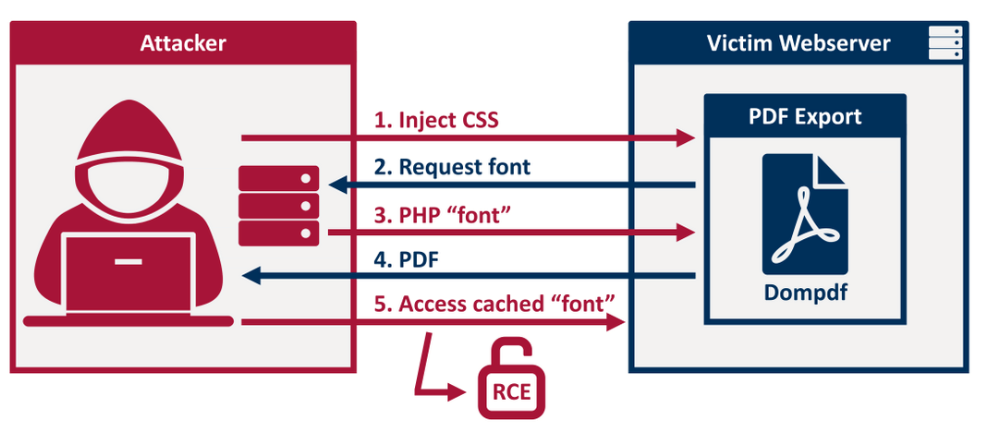 Attacker
Victim Webserver
PDF Export
1. Inject CSS
2. Request font
3. PHP “font”
4. PDF
Dompdf
5. Access cached “font”
RCE